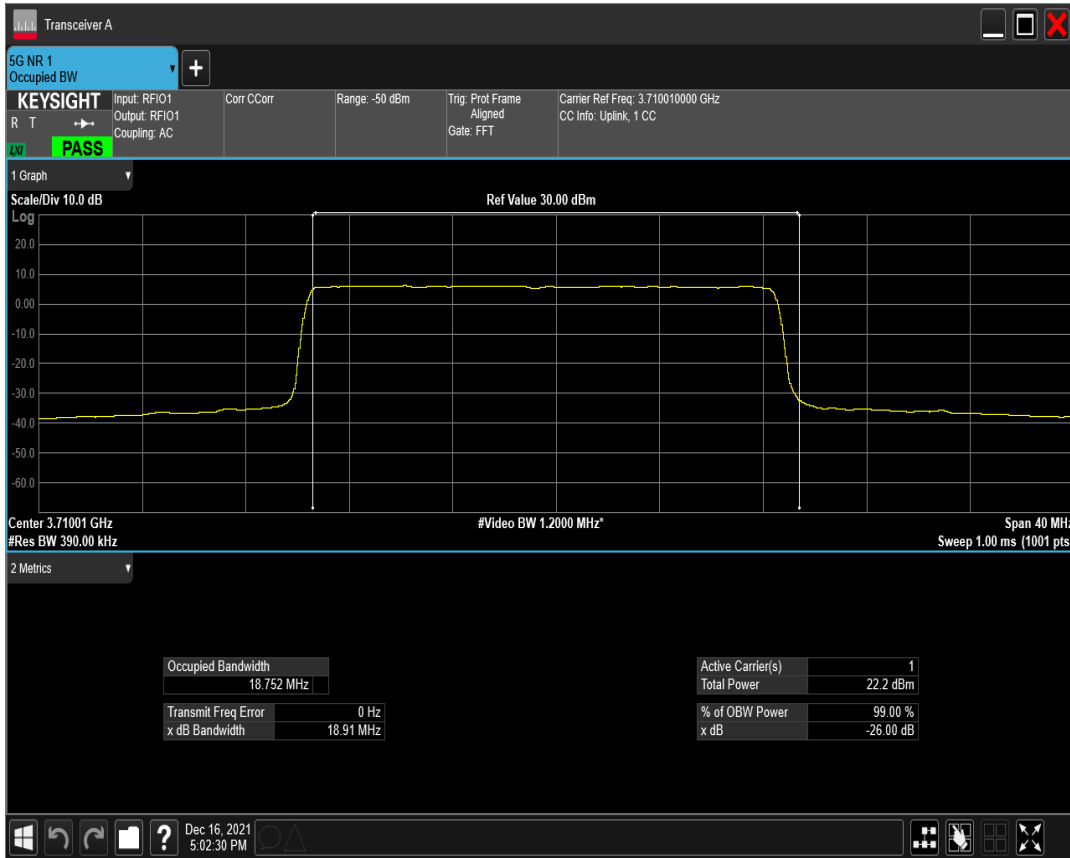 Transceiver A
5G NR 1
Occupied BW
KEYSIGHT
R T
LXI
PASS
Input: RFIO1
Output: RFIO1
Coupling: AC
Corr CCorr
Range: -50 dBm
Trig: Prot Frame
Aligned
Gate: FFT
Carrier Ref Freq: 3.710010000 GHz
CC Info: Uplink, 1 CC
1 Graph
Scale/Div 10.0 dB
Ref Value 30.00 dBm
Log
20.0
10.0
0.00
-10.0
-20.0
-30.0
-40.0
-50.0
-60.0
Center 3.71001 GHz
#Video BW 1.2000 MHz*
Span 40 MHz
#Res BW 390.00 kHz
Sweep 1.00 ms (1001 pts
2 Metrics
Occupied Bandwidth
18.752 MHz
Transmit Freq Error 0 Hz
x dB Bandwidth 18.91 MHz
Active Carrier(s) 1
Total Power 22.2 dBm
% of OBW Power 99.00 %
x dB -26.00 dB
?
Dec 16, 2021
5:02:30 PM